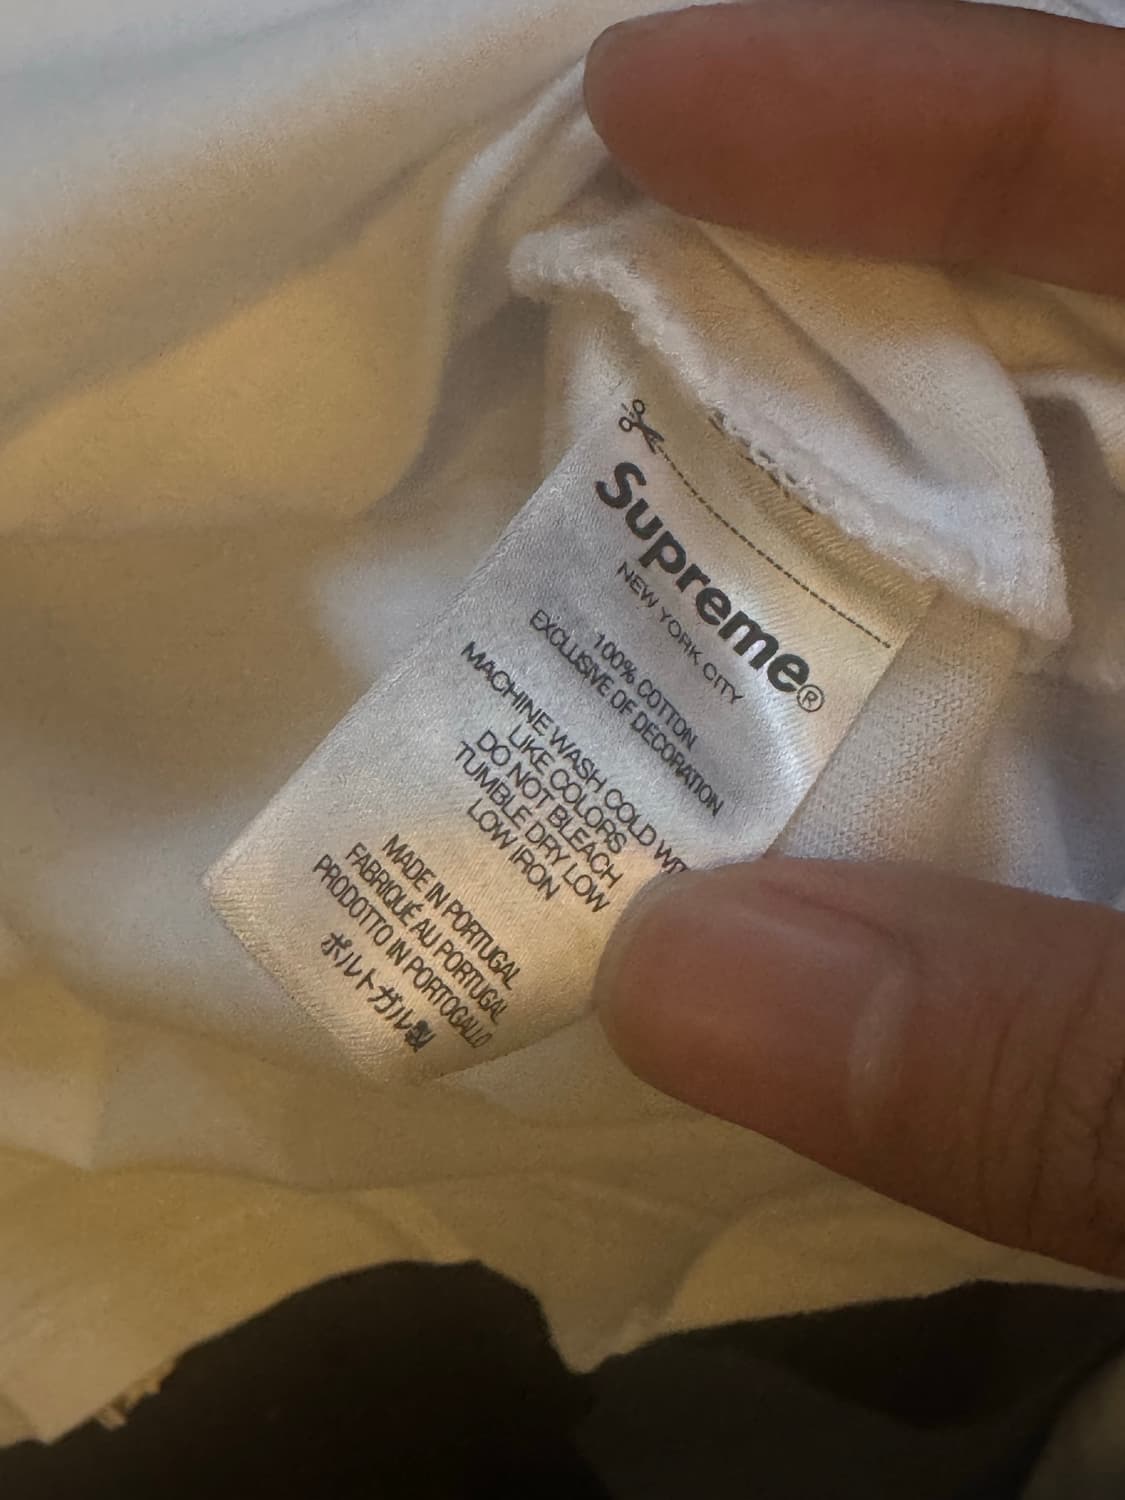 Supreme®
NEW YORK CITY
100% COTTON
EXCLUSIVE OF DECORATION
MACHINE WASH COLD
LIKE COLORS
DO NOT BLEACH
TUMBLE DRY LOW
LOW IRON
MADE IN PORTUGAL
FABRIQUÉ AU PORTUGAL
PRODOTTO IN PORTOGALLO
ポルトガル製